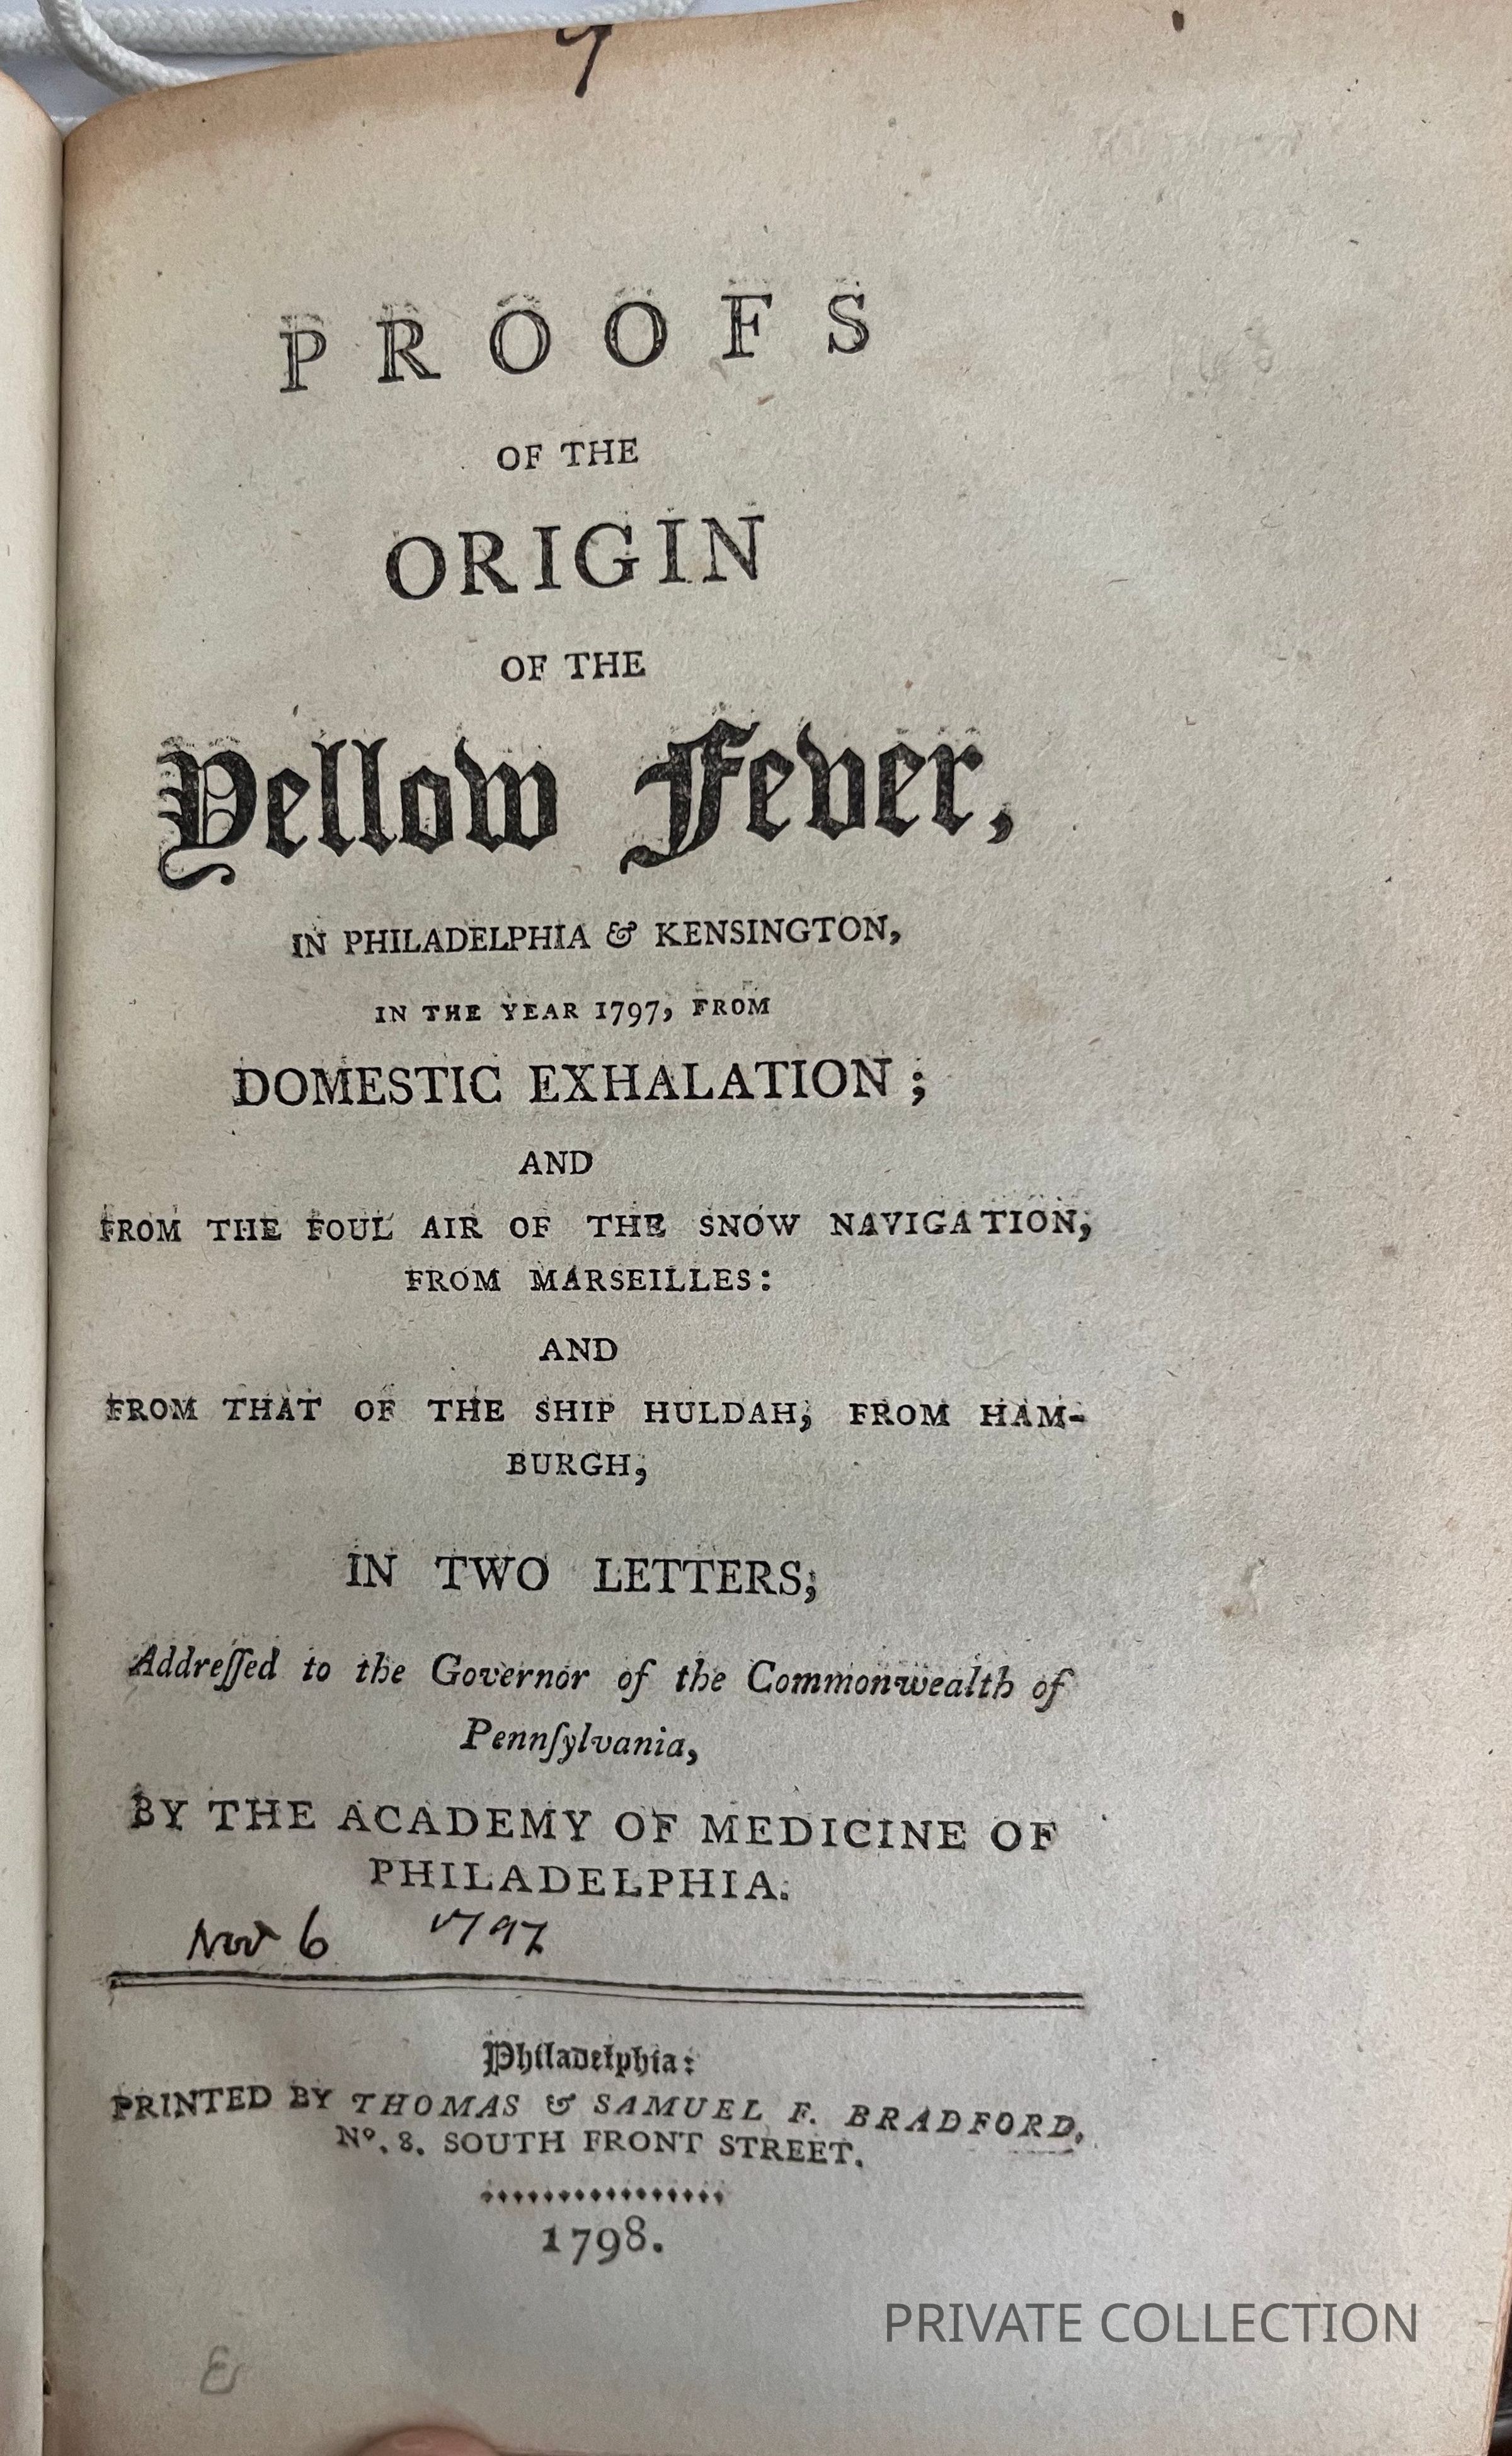 7
PROOFS
OF THE
ORIGIN
OF THE
Yellow Fever,
IN PHILADELPHIA & KENSINGTON,
IN THE YEAR 1797, FROM
DOMESTIC EXHALATION;
AND
FROM THE FOUL AIR OF THE SNOW NAVIGATION,
FROM MARSEILLES:
AND
FROM THAT OF THE SHIP HULDAH, FROM HAM-
BURGH,
IN TWO LETTERS,
Addreſſed to the Governor of the Commonwealth of
Pennſylvania,
BY THE ACADEMY OF MEDICINE OF
PHILADELPHIA.
Nov 6 1797
Philadelphia:
PRINTED BY THOMAS & SAMUEL F. BRADFORD,
Nº. 8. SOUTH FRONT STREET.
1798.
PRIVATE COLLECTION